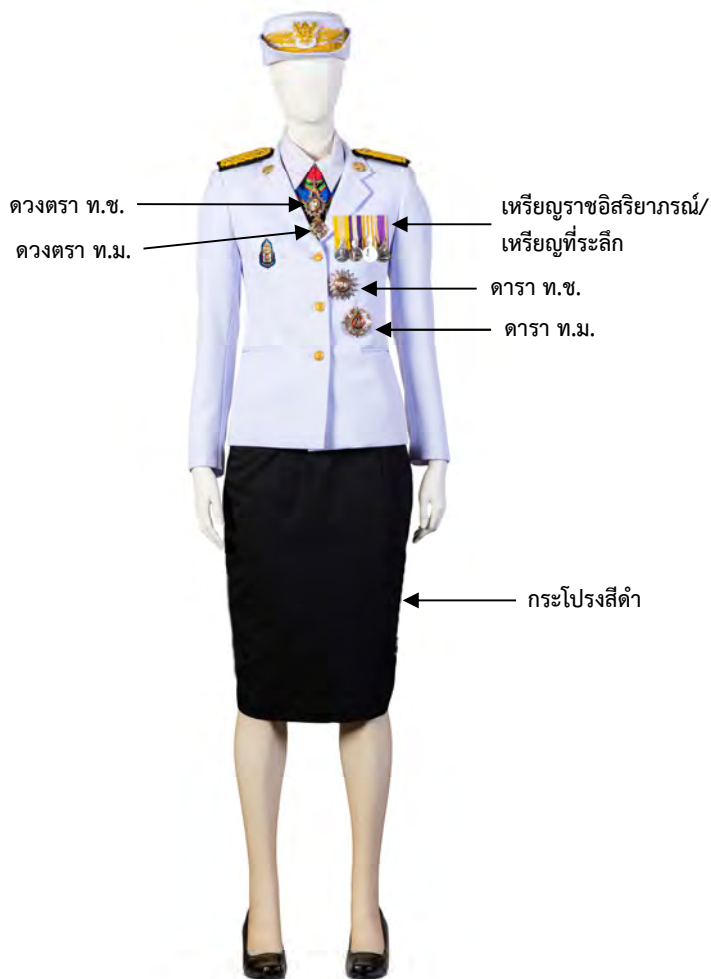 ดวงตรา ท.ช.
ดวงตรา ท.ม.
เหรียญราชอิสริยาภรณ์/
เหรียญที่ระลึก
ดารา ท.ช.
ดารา ท.ม.
กระโปรงสีดำ